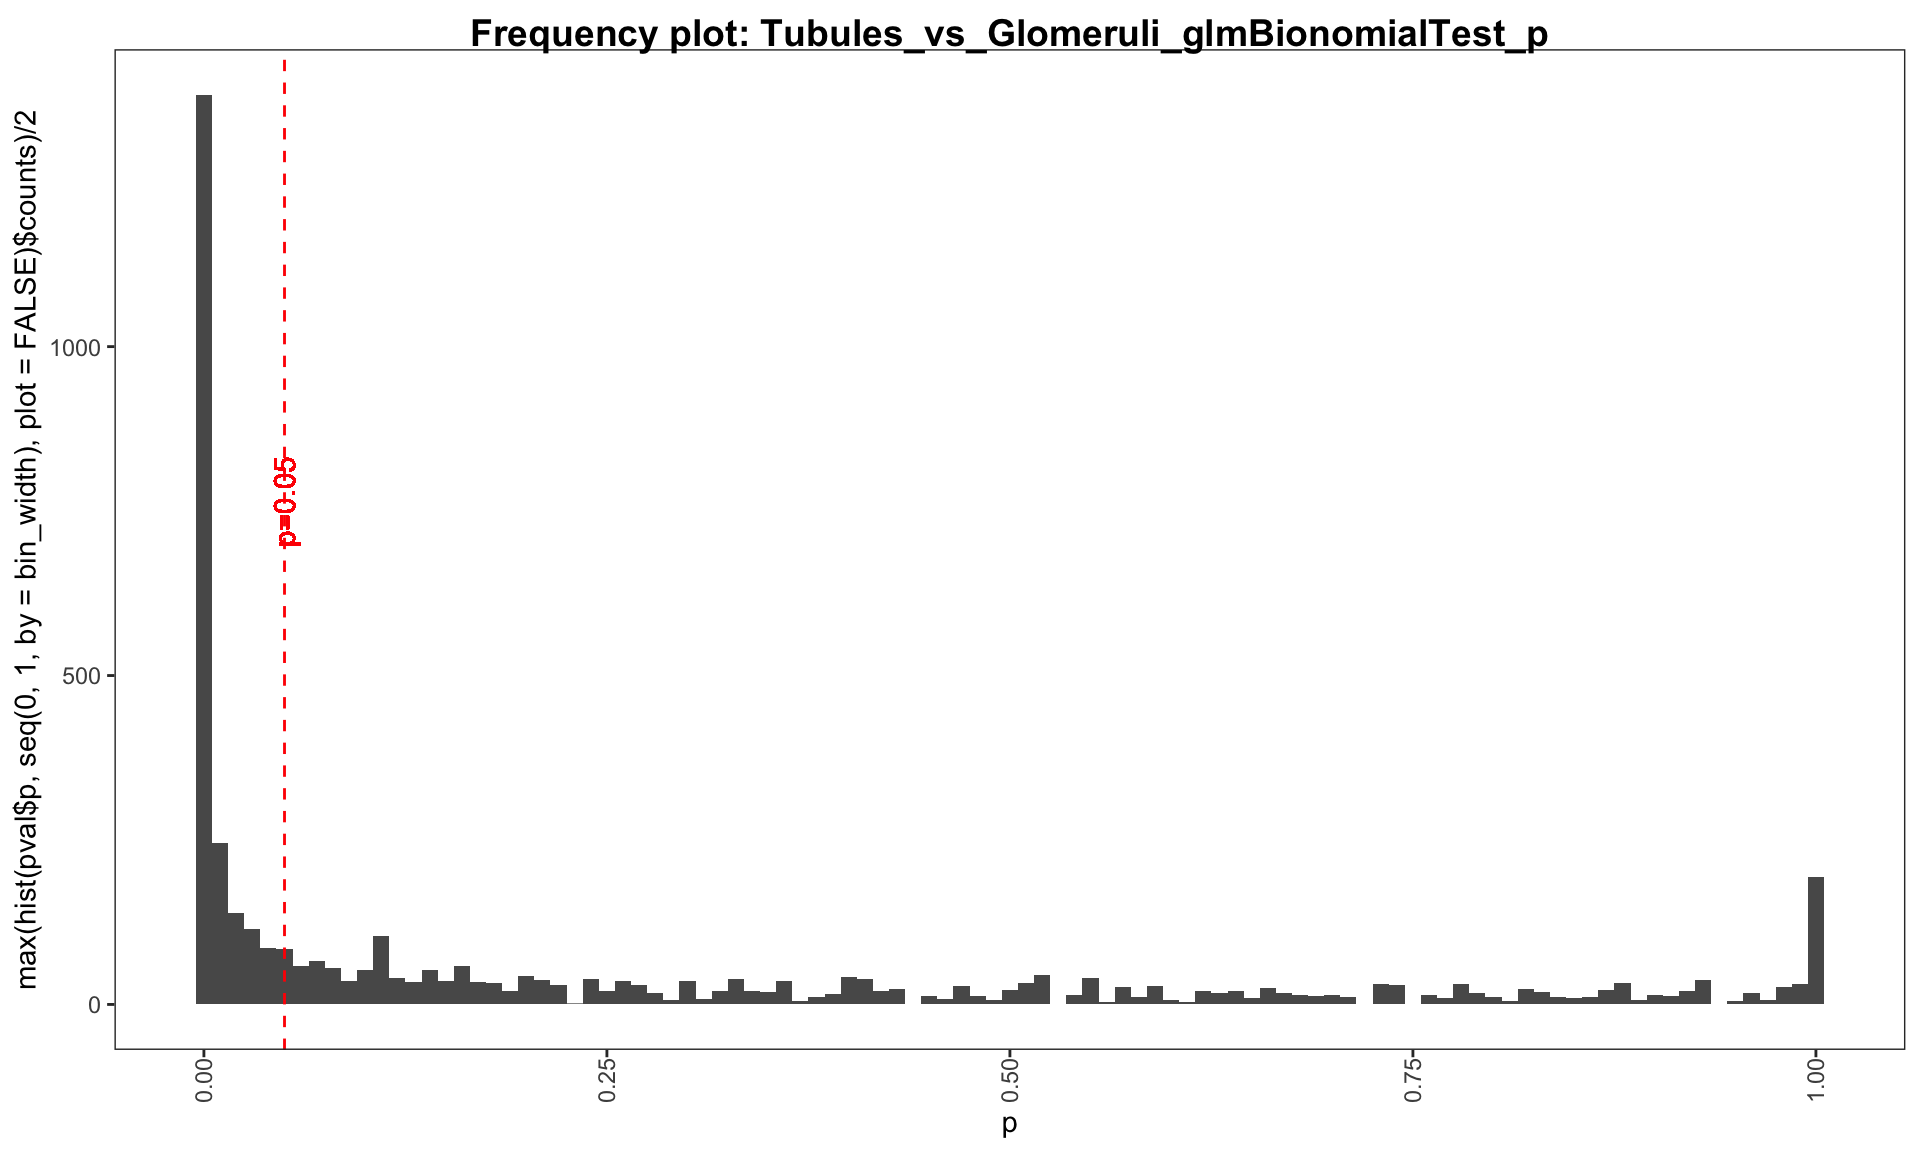 Frequency plot: Tubules_vs_Glomeruli_glmBionomialTest_p
max(hist(pval$p, seq(0, 1, by = bin_width), plot = FALSE)$counts)/2
1000
500
0
p=0.05
0.00
0.25
0.50
0.75
1.00
p